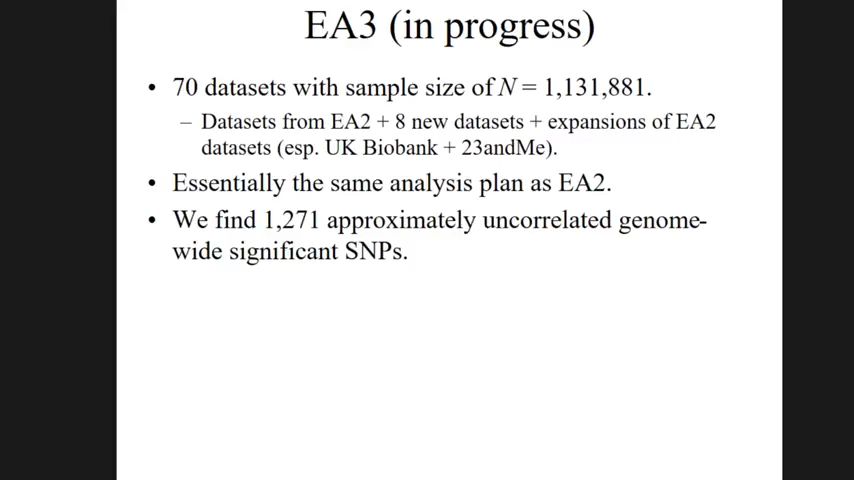 EA3 (in progress)
• 70 datasets with sample size of N = 1,131,881.
– Datasets from EA2 + 8 new datasets + expansions of EA2
datasets (esp. UK Biobank + 23andMe).
• Essentially the same analysis plan as EA2.
• We find 1,271 approximately uncorrelated genome-
wide significant SNPs.